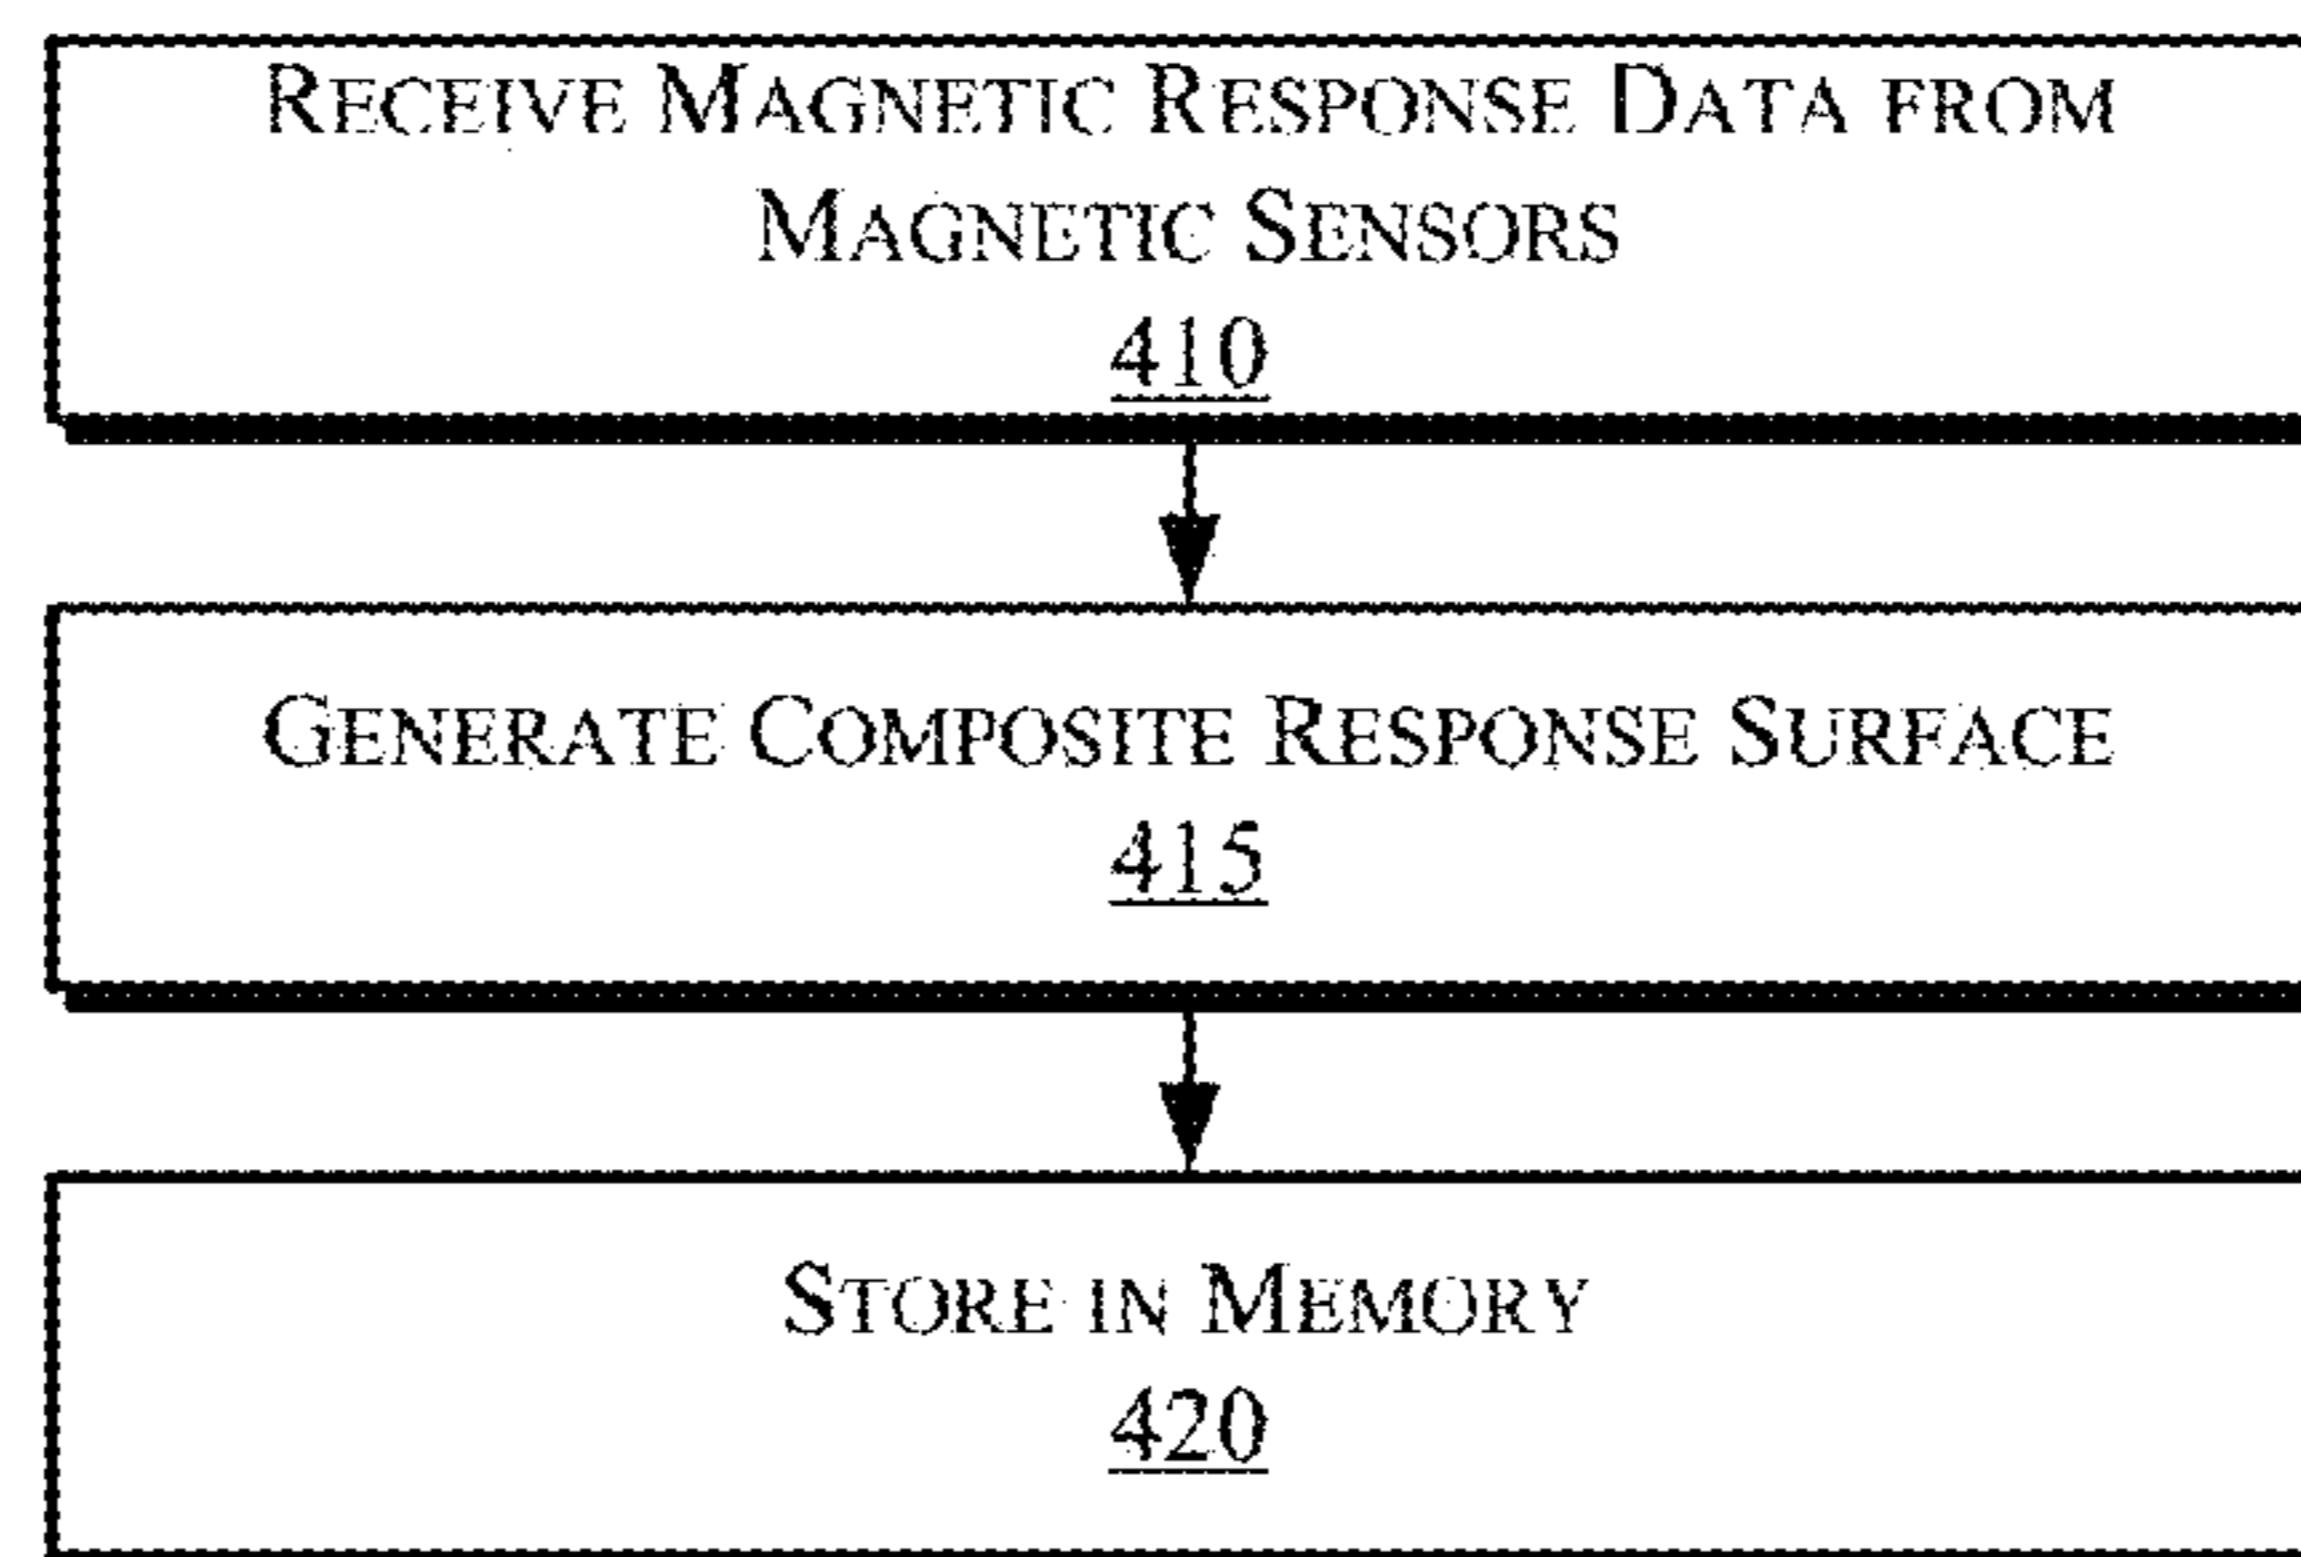 RECEIVE MAGNETIC RESPONSE DATA FROM
MAGNETIC SENSORS
410
GENERATE COMPOSITE RESPONSE SURFACE
415
STORE IN MEMORY
420